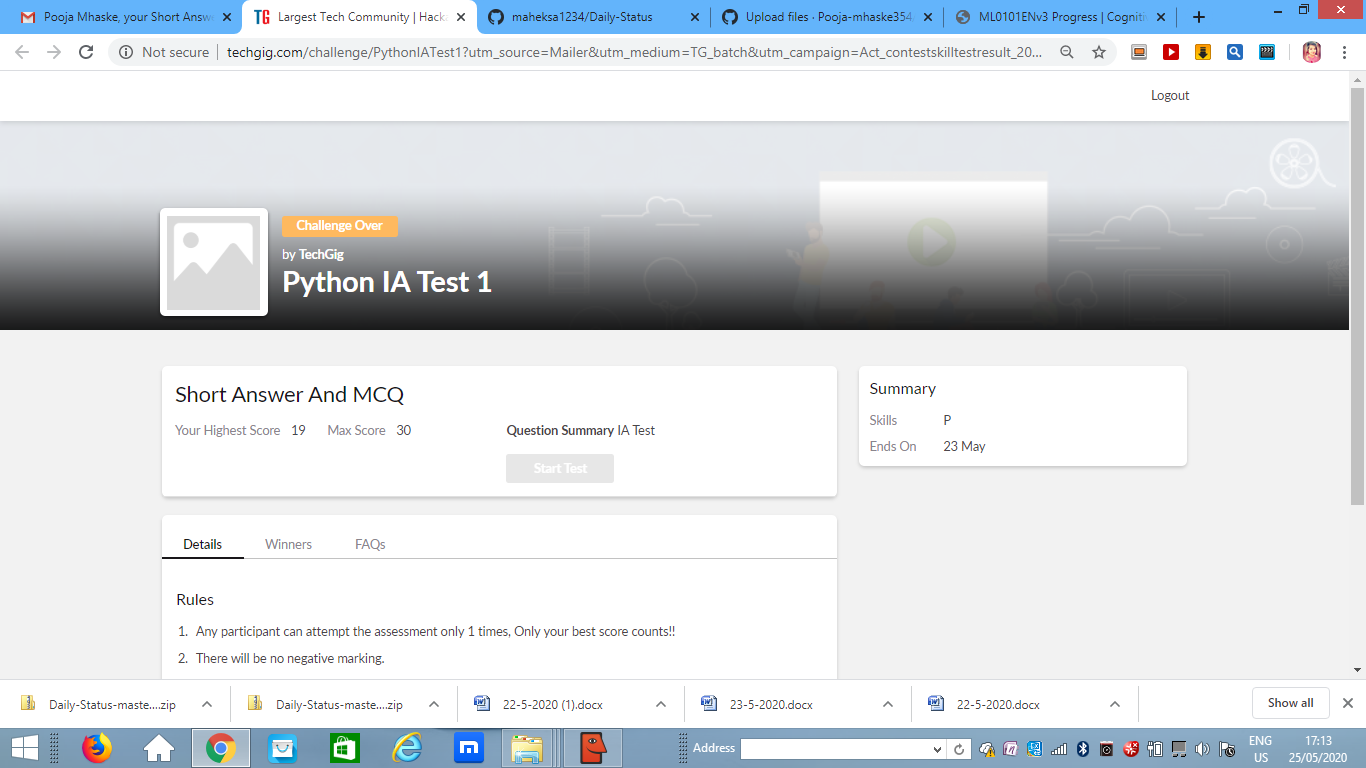 Pooja Mhaske, your Short Answ
TG Largest Tech Community | Hack
maheksa1234/Daily-Status
Upload files · Pooja-mhaske354
ML0101ENv3 Progress | Cogniti
Not secure | techgig.com/challenge/PythonIATest1?utm_source=Mailer&utm_medium=TG_batch&utm_campaign=Act_contestskilltestresult_20...
Logout
Challenge Over
by TechGig
Python IA Test 1
Short Answer And MCQ
Your Highest Score 19 Max Score 30
Question Summary IA Test
Start Test
Summary
Skills P
Ends On 23 May
Details Winners FAQs
Rules
1. Any participant can attempt the assessment only 1 times, Only your best score counts!!
2. There will be no negative marking.
Daily-Status-maste....zip
Daily-Status-maste....zip
22-5-2020 (1).docx
23-5-2020.docx
22-5-2020.docx
Show all
Address
ENG
US
17:13
25/05/2020